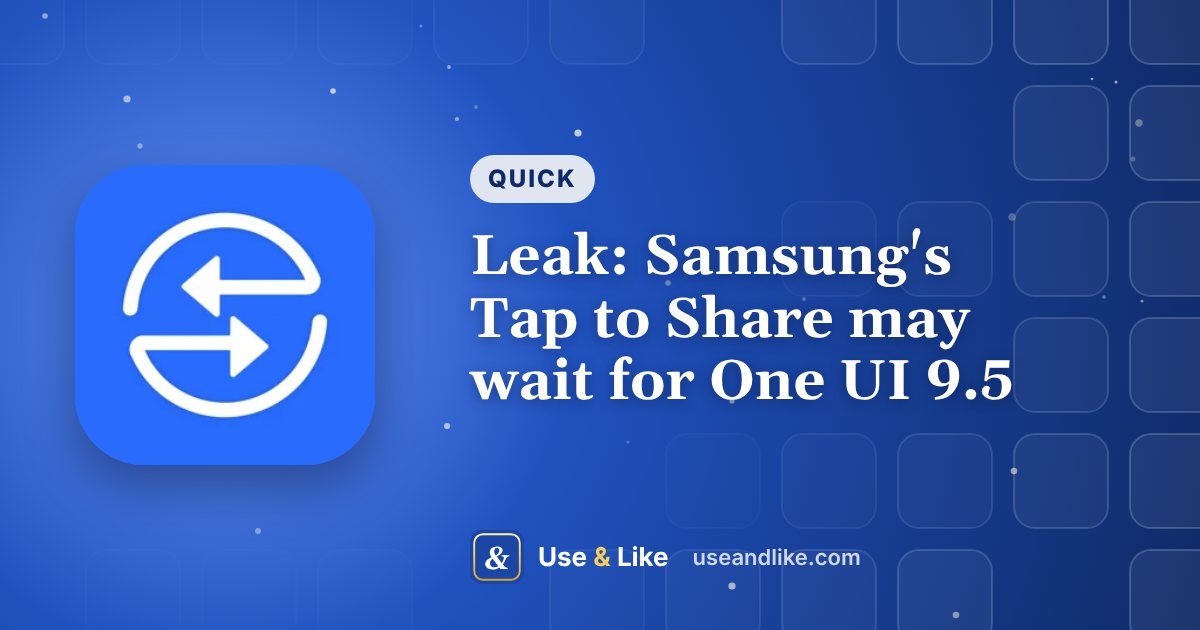 QUICK
Leak: Samsung's
Tap to Share may
wait for One UI 9.5
& Use & Like useandlike.com